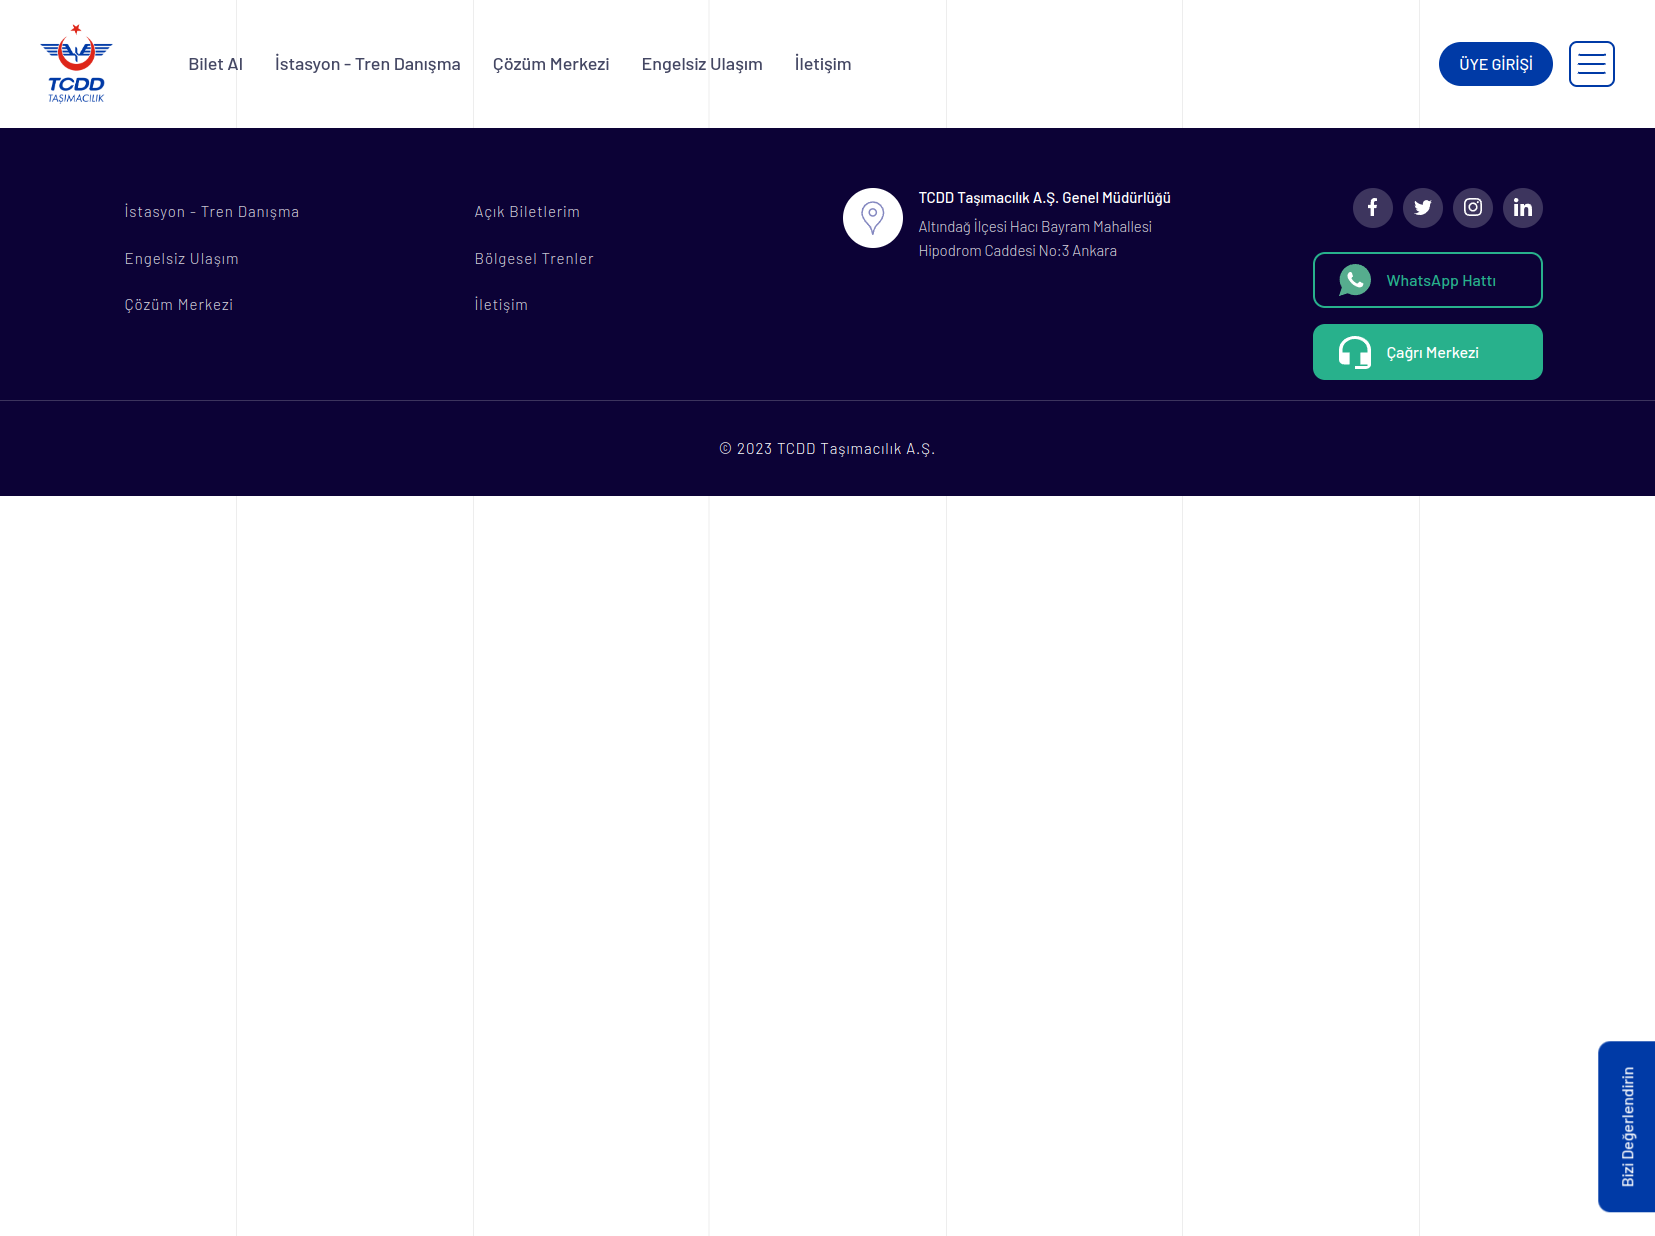 TCDD
TAŞIMACILIK
Bilet Al
İstasyon - Tren Danışma
Çözüm Merkezi
Engelsiz Ulaşım
İletişim
ÜYE GİRİŞİ
İstasyon - Tren Danışma
Engelsiz Ulaşım
Çözüm Merkezi
Açık Biletlerim
Bölgesel Trenler
İletişim
TCDD Taşımacılık A.Ş. Genel Müdürlüğü
Altındağ İlçesi Hacı Bayram Mahallesi
Hipodrom Caddesi No:3 Ankara
WhatsApp Hattı
Çağrı Merkezi
© 2023 TCDD Taşımacılık A.Ş.
Bizi Değerlendirin